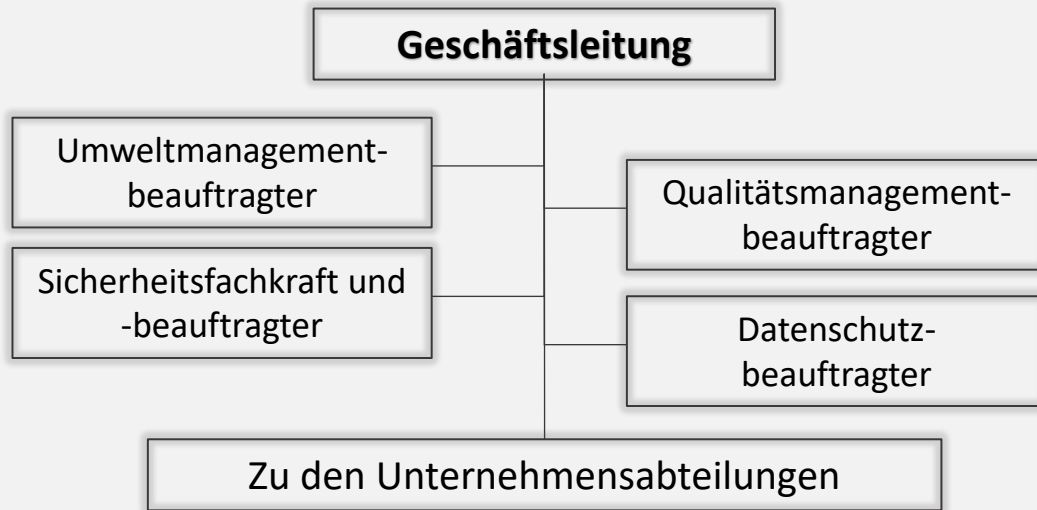 Geschäftsleitung
Umweltmanagement-
beauftragter
Qualitätsmanagement-
beauftragter
Sicherheitsfachkraft und
-beauftragter
Datenschutz-
beauftragter
Zu den Unternehmensabteilungen